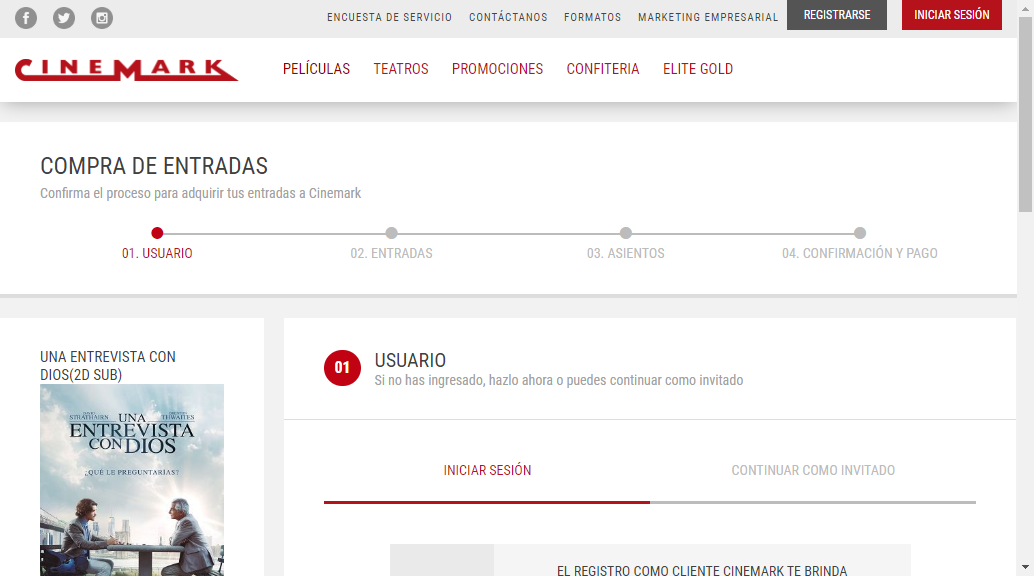 ENCUESTA DE SERVICIO CONTÁCTANOS FORMATOS MARKETING EMPRESARIAL REGISTRARSE INICIAR SESIÓN
CINEMARK PELÍCULAS TEATROS PROMOCIONES CONFITERIA ELITE GOLD
COMPRA DE ENTRADAS
Confirma el proceso para adquirir tus entradas a Cinemark
01. USUARIO 02. ENTRADAS 03. ASIENTOS 04. CONFIRMACIÓN Y PAGO
UNA ENTREVISTA CON
DIOS(2D SUB)
STRATHAIRN THWAITES
UNA
ENTREVISTA
CON DIOS
¿QUÉ LE PREGUNTARÍAS?
01 USUARIO
Si no has ingresado, hazlo ahora o puedes continuar como invitado
INICIAR SESIÓN CONTINUAR COMO INVITADO
EL REGISTRO COMO CLIENTE CINEMARK TE BRINDA